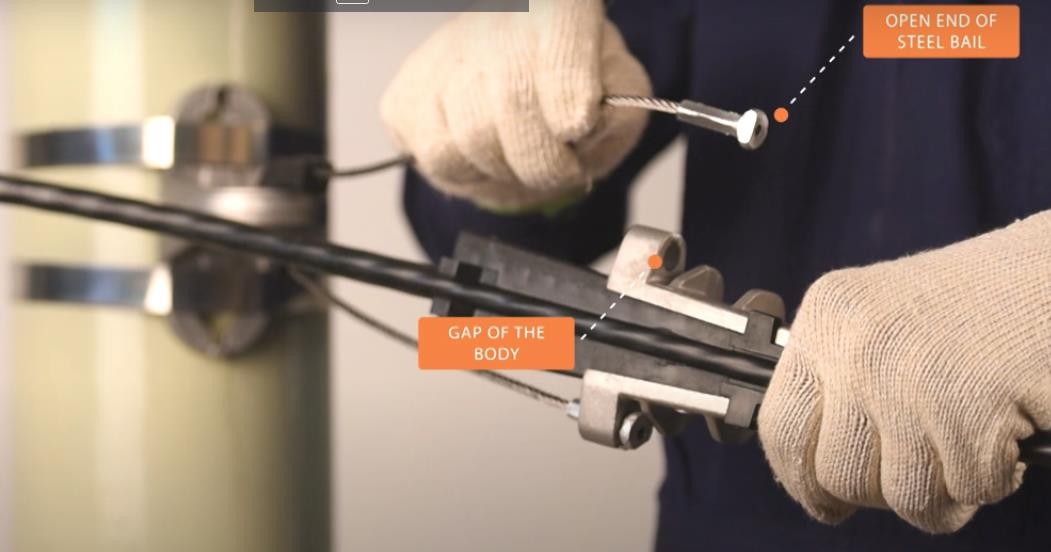 OPEN END OF
STEEL BAIL
GAP OF THE
BODY